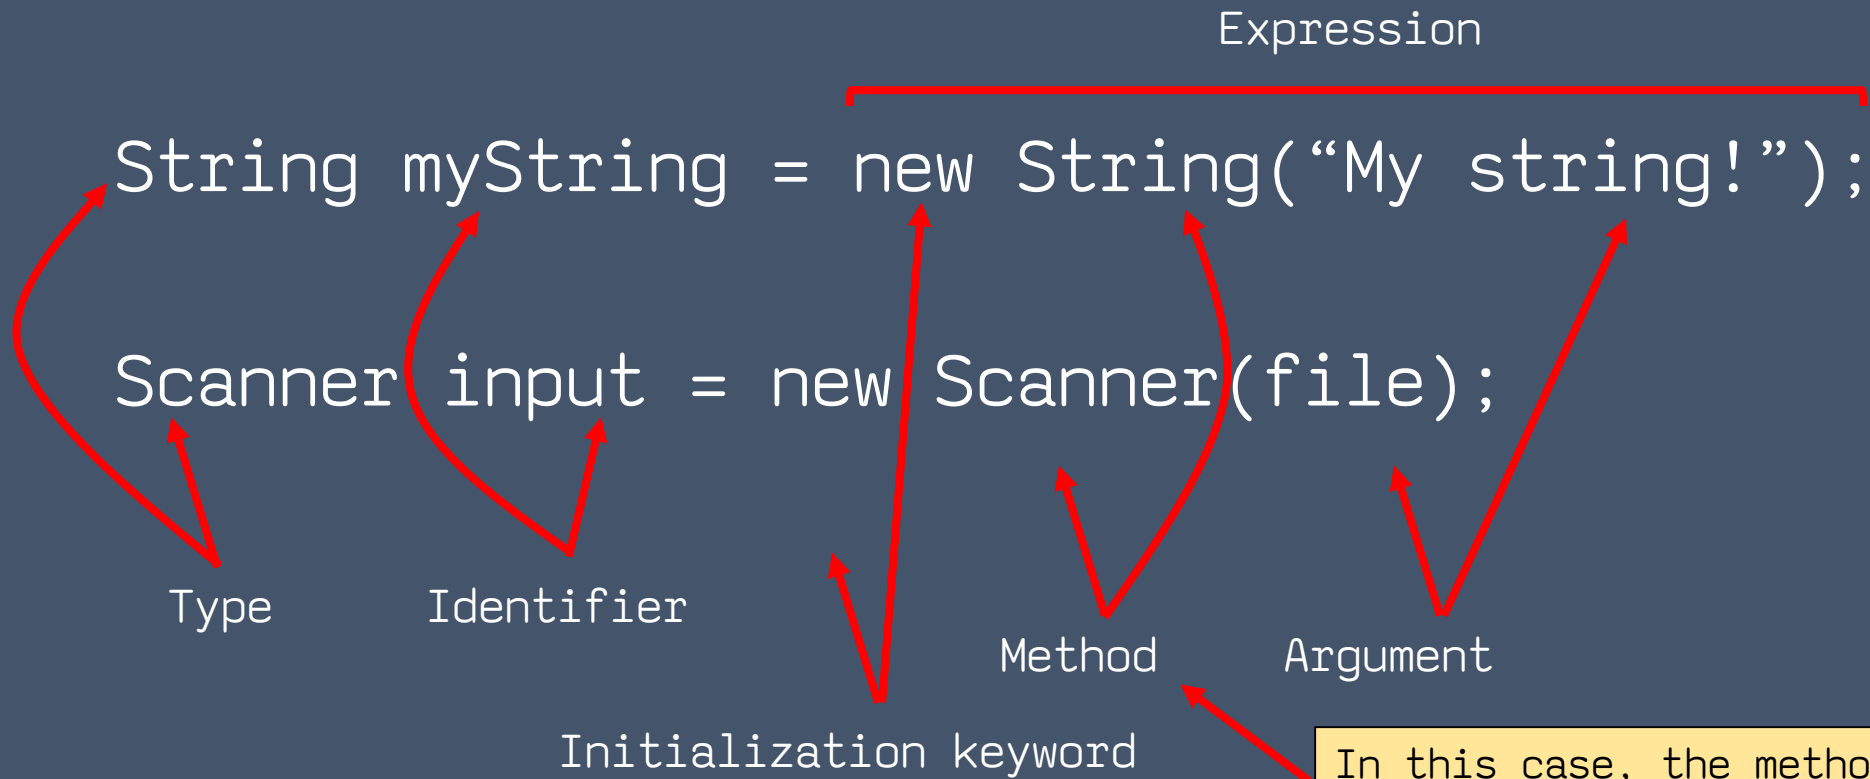 Expression
String myString = new String(“My string!”);
Scanner input = new Scanner(file);
Type Identifier
Method Argument
Initialization keyword
In this case, the